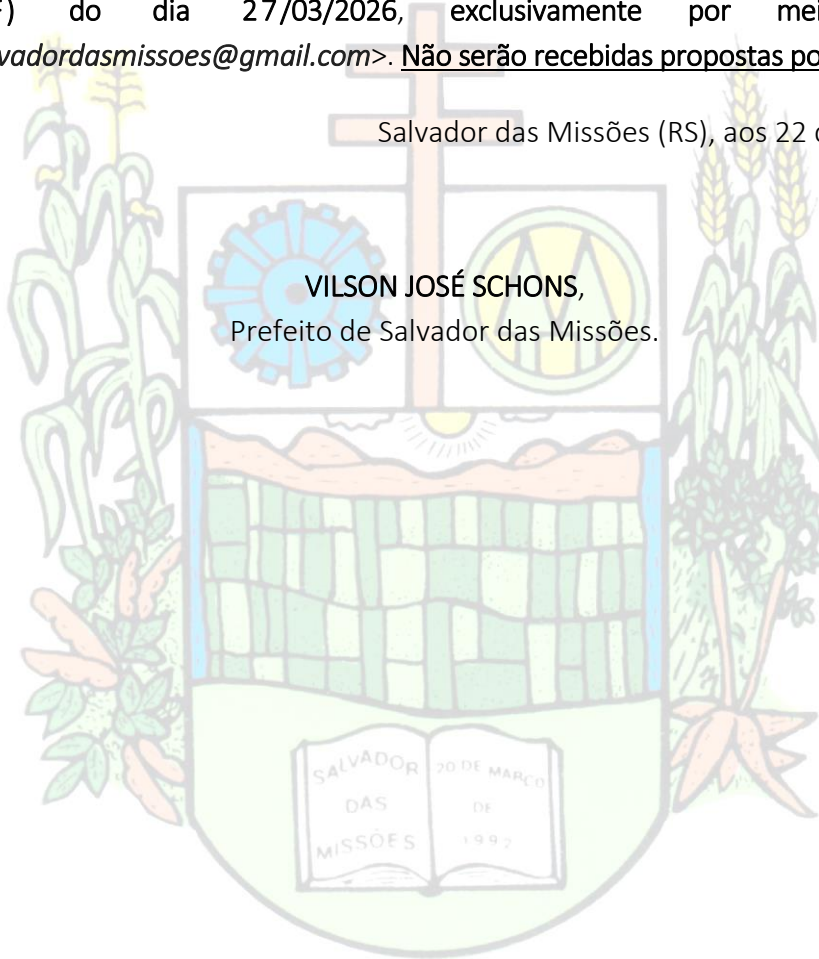 ) do dia 27/03/2026, exclusivamente por mei
vadordasmissoes@gmail.com>. Não serão recebidas propostas po
Salvador das Missões (RS), aos 22
VILSON JOSÉ SCHONS,
Prefeito de Salvador das Missões.
SALVADOR
DAS
MISSÕES
20 DE MARÇO
DE
1992